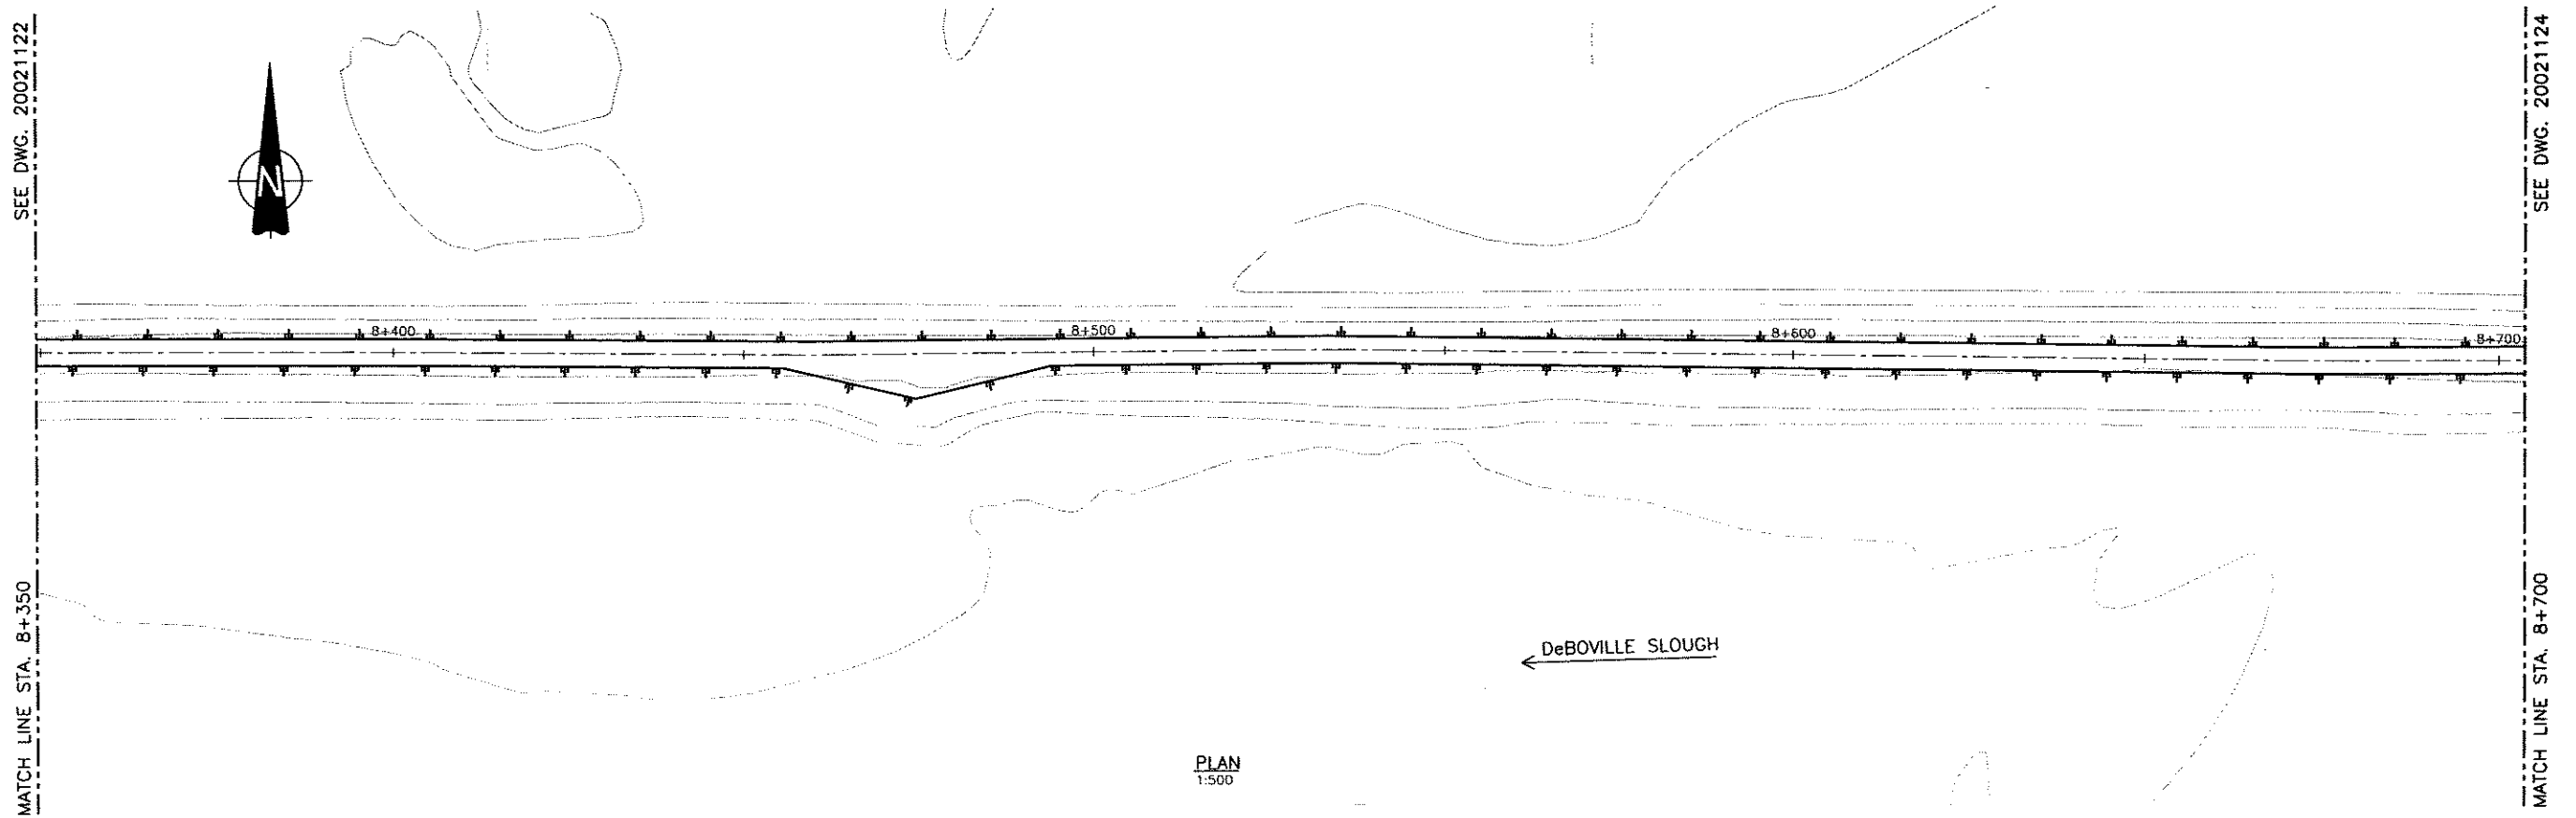 SEE DWG. 20021122
MATCH LINE STA. 8+350
N
8+400
8+500
8+600
8+700
DeBOVILLE SLOUGH
PLAN
1:500
SEE DWG. 20021124
MATCH LINE STA. 8+700